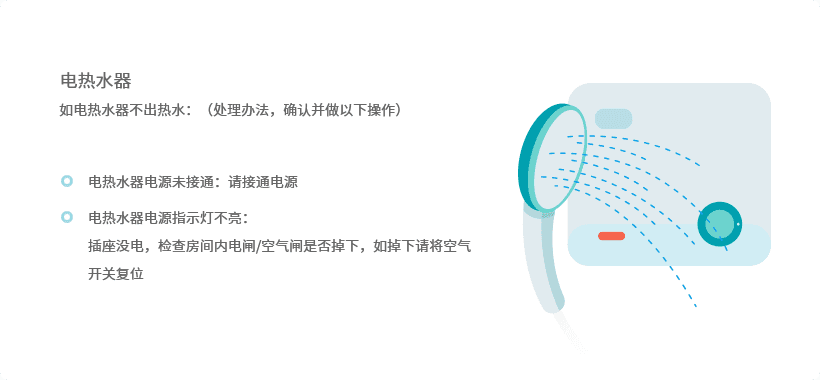 电热水器
如电热水器不出热水：（处理办法，确认并做以下操作）
电热水器电源未接通：请接通电源
电热水器电源指示灯不亮：
插座没电，检查房间内电闸/空气闸是否掉下，如掉下请将空气
开关复位